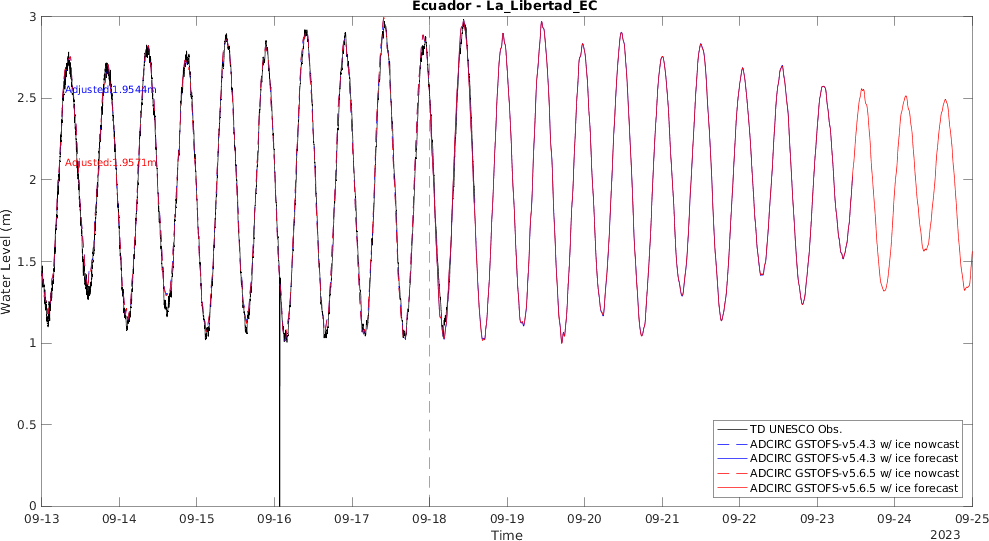 Ecuador - La_Libertad_EC
3
2.5
2
1.5
1
0.5
0
Water Level (m)
Adjusted:1.9544m
Adjusted:1.9571m
TD UNESCO Obs.
ADCIRC GSTOFS-v5.4.3 w/ ice nowcast
ADCIRC GSTOFS-v5.4.3 w/ ice forecast
ADCIRC GSTOFS-v5.6.5 w/ ice nowcast
ADCIRC GSTOFS-v5.6.5 w/ ice forecast
09-13 09-14 09-15 09-16 09-17 09-18 09-19 09-20 09-21 09-22 09-23 09-24 09-25
Time
2023